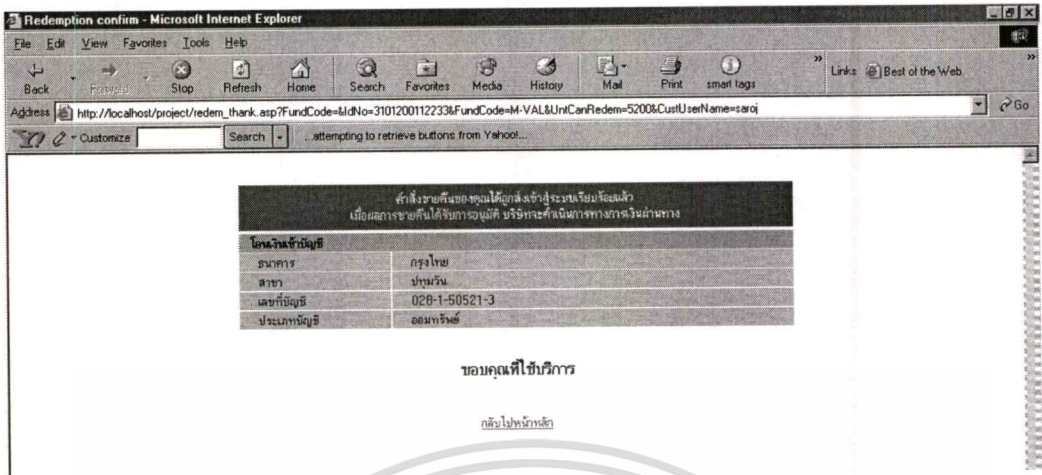 Redemption confirm - Microsoft Internet Explorer
File Edit View Favorites Tools Help
Back Forward Stop Refresh Home Search Favorites Media History Mail Print smart tags » Links Best of the Web »
Address http://localhost/project/redem_thank.asp?FundCode=&IdNo=3101200112233&FundCode=M-VAL&UntCanRedem=5200&CustUserName=saroj Go
Y! Customize Search ...attempting to retrieve buttons from Yahoo!...
คำสั่งขายคืนของคุณได้ถูกส่งเข้าสู่ระบบเรียบร้อยแล้ว
เมื่อผลการขายคืนได้รับการอนุมัติ บริษัทจะดำเนินการทางการเงินผ่านทาง
โอนเงินเข้าบัญชี
ธนาคาร กรุงไทย
สาขา ปทุมวัน
เลขที่บัญชี 028-1-50521-3
ประเภทบัญชี ออมทรัพย์
ขอบคุณที่ใช้บริการ
กลับไปหน้าหลัก